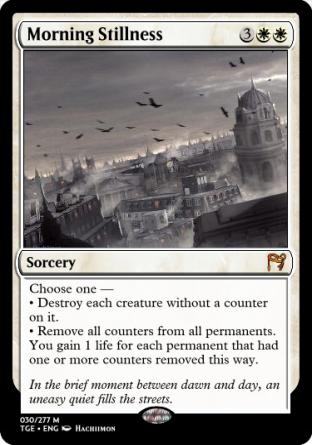 Morning Stillness 3
Sorcery
Choose one —
• Destroy each creature without a counter
on it.
• Remove all counters from all permanents.
You gain 1 life for each permanent that had
one or more counters removed this way.
In the brief moment between dawn and day, an
uneasy quiet fills the streets.
030/277 M
TGE • ENG Hachiimon